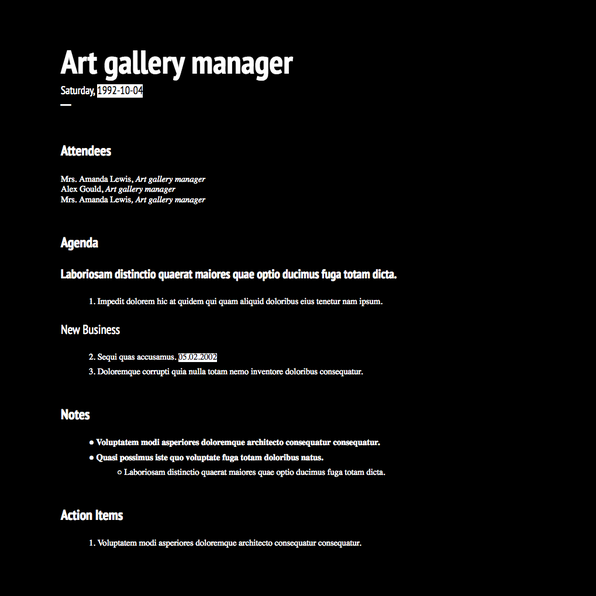 Art gallery manager
Saturday, 1992-10-04
Attendees
Mrs. Amanda Lewis, Art gallery manager
Alex Gould, Art gallery manager
Mrs. Amanda Lewis, Art gallery manager
Agenda
Laboriosam distinctio quaerat maiores quae optio ducimus fuga totam dicta.
1. Impedit dolorem hic at quidem qui quam aliquid doloribus eius tenetur nam ipsum.
New Business
2. Sequi quas accusamus. 05.02.2002
3. Doloremque corrupti quia nulla totam nemo inventore doloribus consequatur.
Notes
• Voluptatem modi asperiores doloremque architecto consequatur consequatur.
• Quasi possimus iste quo voluptate fuga totam doloribus natus.
○ Laboriosam distinctio quaerat maiores quae optio ducimus fuga totam dicta.
Action Items
1. Voluptatem modi asperiores doloremque architecto consequatur consequatur.